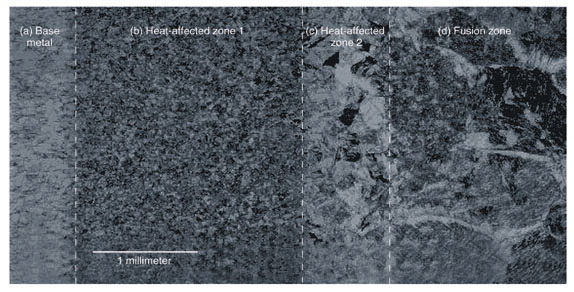 (a) Base
metal
(b) Heat-affected zone 1
(c) Heat-affected
zone 2
(d) Fusion zone
1 millimeter